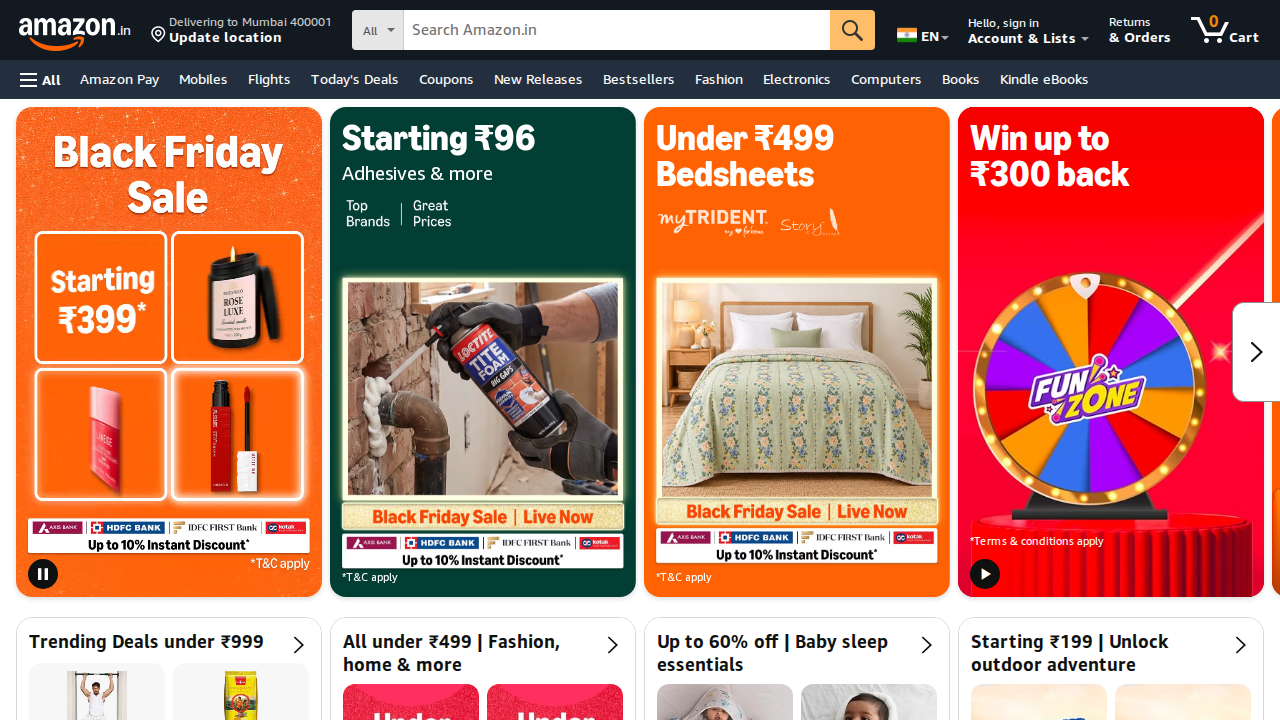 amazon.in
Delivering to Mumbai 400001
Update location
All
Search Amazon.in
EN
Hello, sign in
Account & Lists
Returns
& Orders
0
Cart
All
Amazon Pay
Mobiles
Flights
Today's Deals
Coupons
New Releases
Bestsellers
Fashion
Electronics
Computers
Books
Kindle eBooks
Black Friday
Sale
Starting
₹399*
ROSE
LUXE
AXIS BANK | HDFC BANK | IDFC FIRST Bank | kotak
Up to 10% Instant Discount*
*T&C apply
Starting ₹96
Adhesives & more
Top
Brands
Great
Prices
LOCTITE
TITE
FOAM
BIG GAPS
Black Friday Sale | Live Now
AXIS BANK | HDFC BANK | IDFC FIRST Bank | kotak
Up to 10% Instant Discount*
*T&C apply
Under ₹499
Bedsheets
myTRIDENT
my for home
Story
Black Friday Sale | Live Now
AXIS BANK | HDFC BANK | IDFC FIRST Bank | kotak
Up to 10% Instant Discount*
*T&C apply
Win up to
₹300 back
FUN
ZONE
*Terms & conditions apply
Trending Deals under ₹999
All under ₹499 | Fashion,
home & more
Up to 60% off | Baby sleep
essentials
Starting ₹199 | Unlock
outdoor adventure
Under
Under